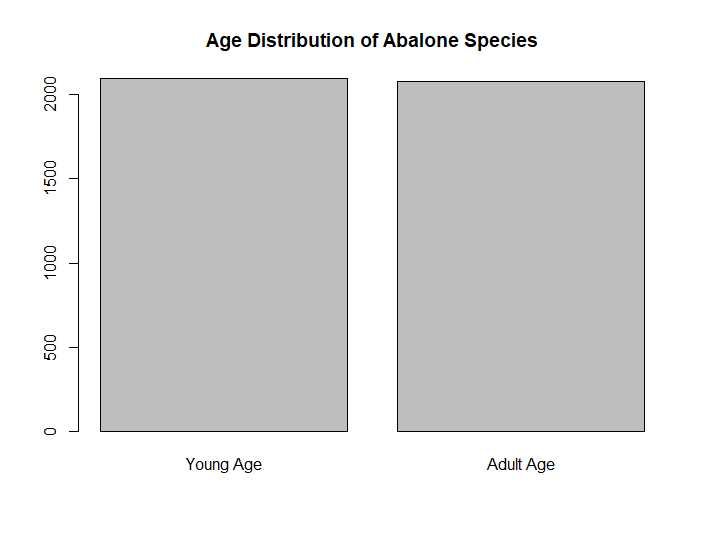 Age Distribution of Abalone Species
2000
1500
1000
500
0
Young Age
Adult Age